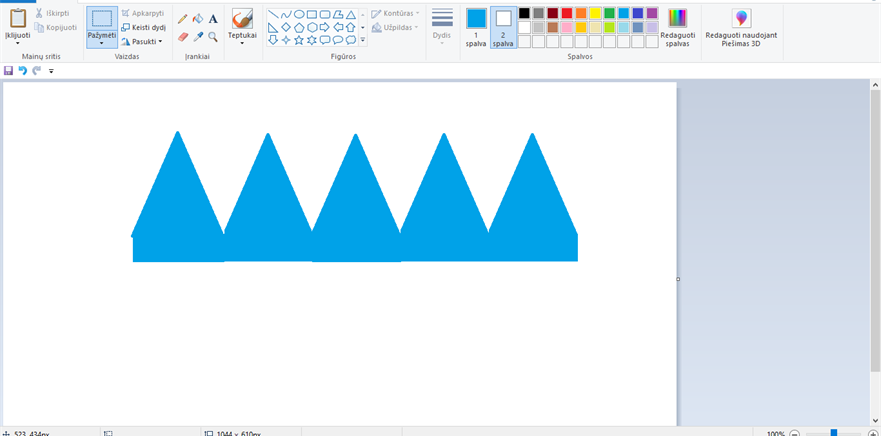 Įklijuoti
Iškirpti
Kopijuoti
Mainų sritis
Pažymėti
Apkarpyti
Keisti dydį
Pasukti
Vaizdas
A
Įrankiai
Teptukai
Kontūras
Užpildas
Figūros
Dydis
1
spalva
2
spalva
Redaguoti
spalvas
Spalvos
Redaguoti naudojant
Piešimas 3D
523, 434px
1044 × 610px
100%